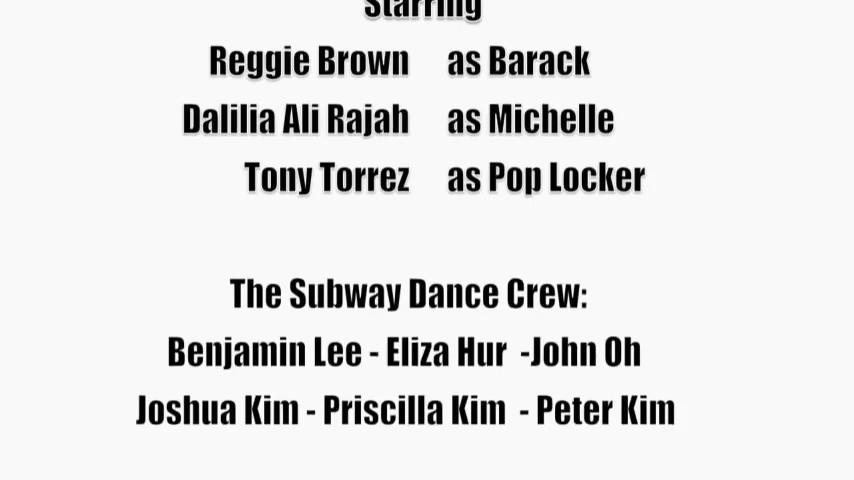 Starring
Reggie Brown as Barack
Dalilia Ali Rajah as Michelle
Tony Torrez as Pop Locker
The Subway Dance Crew:
Benjamin Lee - Eliza Hur -John Oh
Joshua Kim - Priscilla Kim - Peter Kim